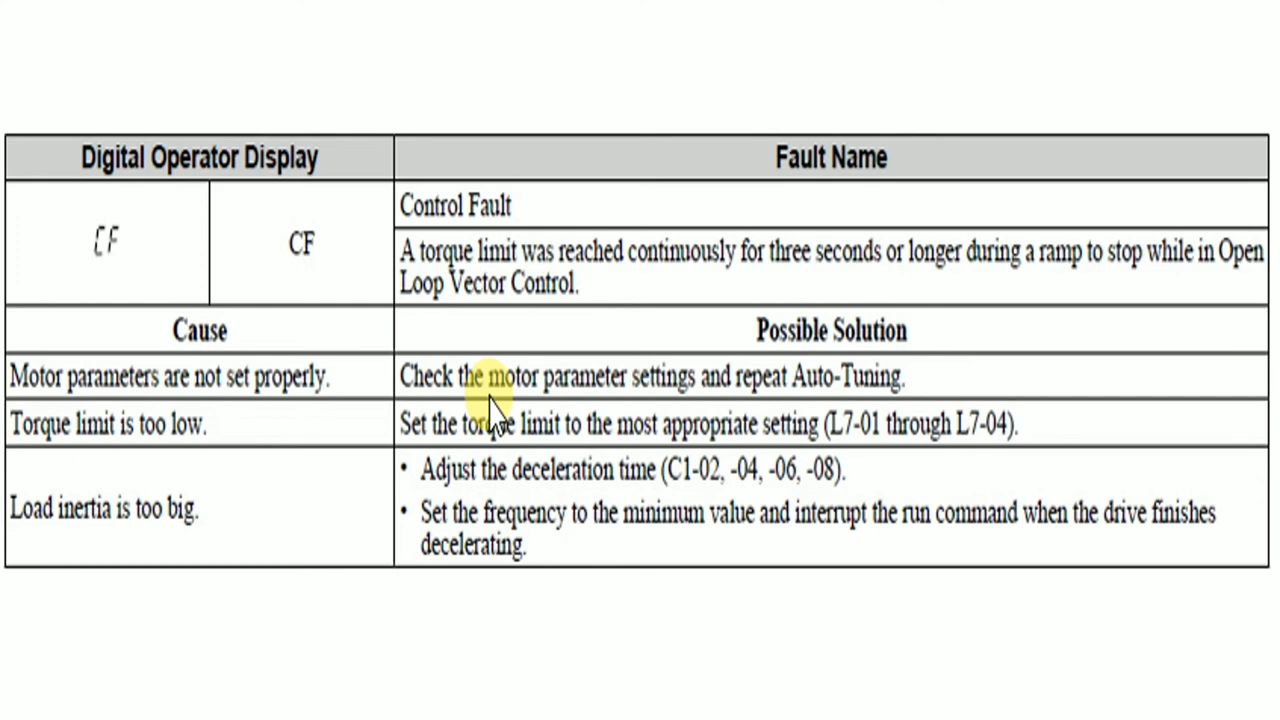 Digital Operator Display
Fault Name
CF
CF
Control Fault
A torque limit was reached continuously for three seconds or longer during a ramp to stop while in Open
Loop Vector Control.
Cause
Possible Solution
Motor parameters are not set properly.
Check the motor parameter settings and repeat Auto-Tuning.
Torque limit is too low.
Set the torque limit to the most appropriate setting (L7-01 through L7-04).
Load inertia is too big.
• Adjust the deceleration time (C1-02, -04, -06, -08).
• Set the frequency to the minimum value and interrupt the run command when the drive finishes
decelerating.